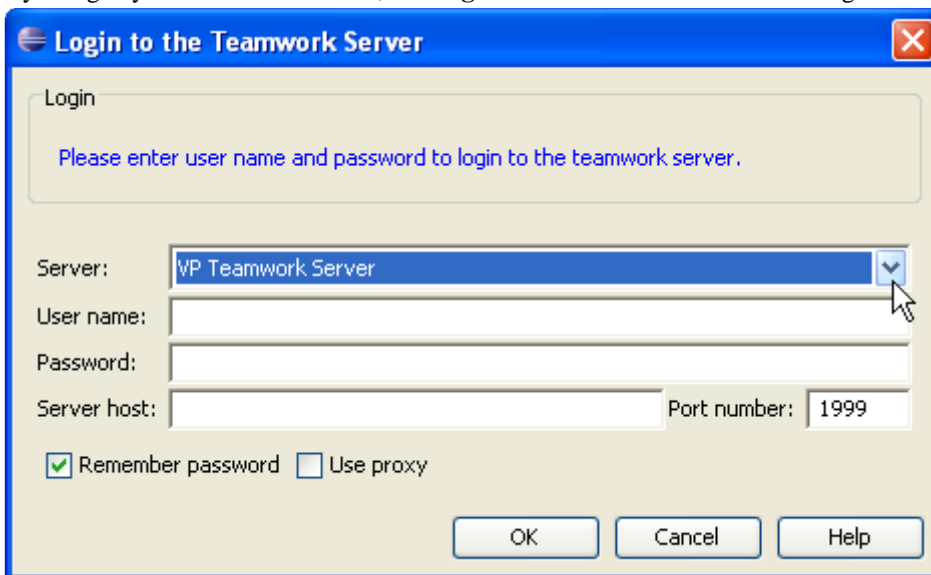 Login to the Teamwork Server
Login
Please enter user name and password to login to the teamwork server.
Server: VP Teamwork Server
User name:
Password:
Server host: Port number: 1999
Remember password Use proxy
OK Cancel Help